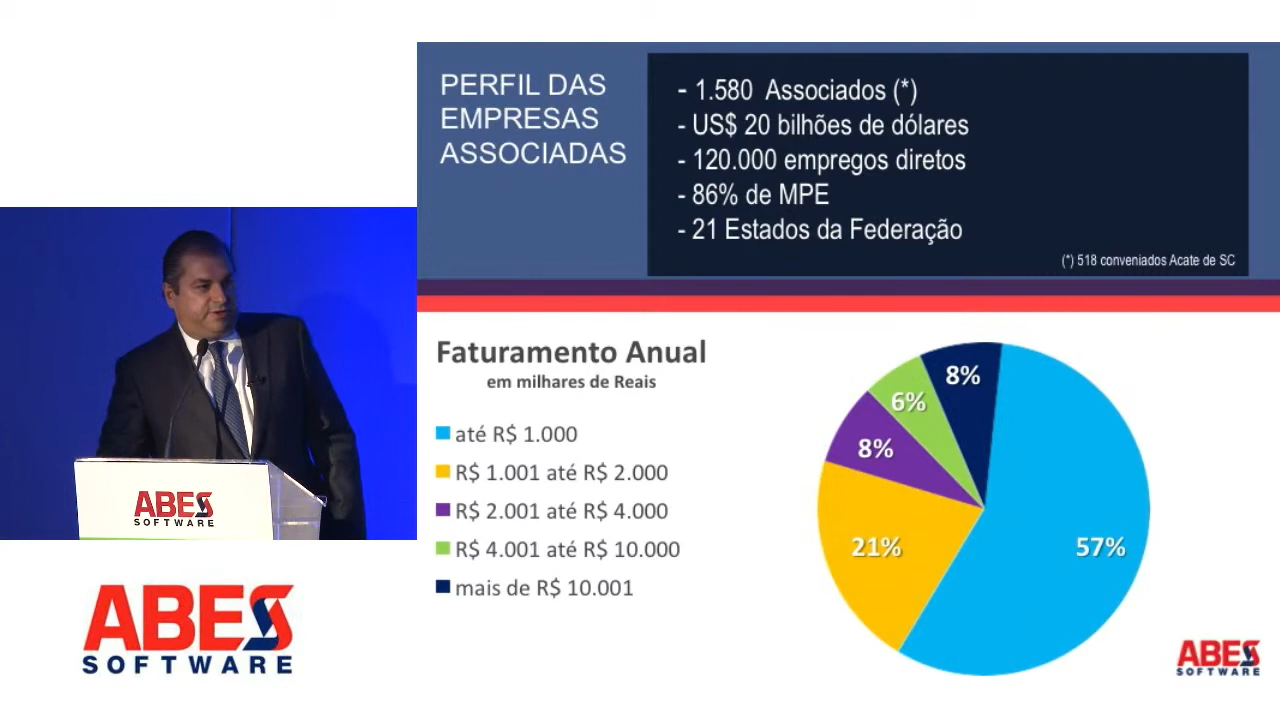 PERFIL DAS
EMPRESAS
ASSOCIADAS
- 1.580 Associados (*)
- US$ 20 bilhões de dólares
- 120.000 empregos diretos
- 86% de MPE
- 21 Estados da Federação
(*) 518 conveniados Acate de SC
Faturamento Anual
em milhares de Reais
até R$ 1.000
R$ 1.001 até R$ 2.000
R$ 2.001 até R$ 4.000
R$ 4.001 até R$ 10.000
mais de R$ 10.001
8%
6%
8%
21%
57%
ABES
SOFTWARE
ABES
SOFTWARE
ABES
SOFTWARE